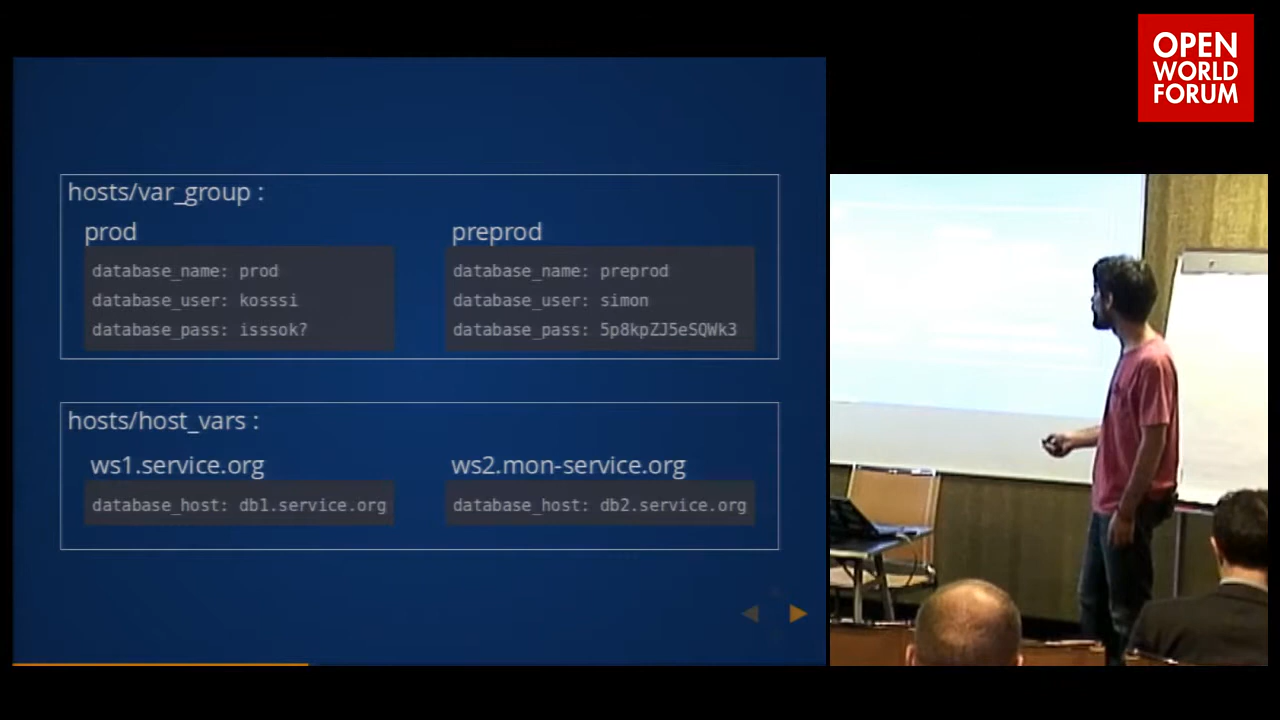 OPEN
WORLD
FORUM
hosts/var_group :
prod
database_name: prod
database_user: kosssi
database_pass: isssok?
preprod
database_name: preprod
database_user: simon
database_pass: 5p8kpZJ5eSQWk3
hosts/host_vars :
ws1.service.org
database_host: db1.service.org
ws2.mon-service.org
database_host: db2.service.org